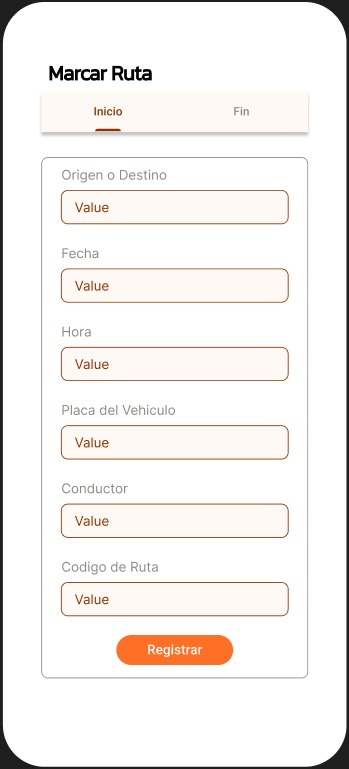 Marcar Ruta
Inicio Fin
Origen o Destino
Value
Fecha
Value
Hora
Value
Placa del Vehiculo
Value
Conductor
Value
Codigo de Ruta
Value
Registrar